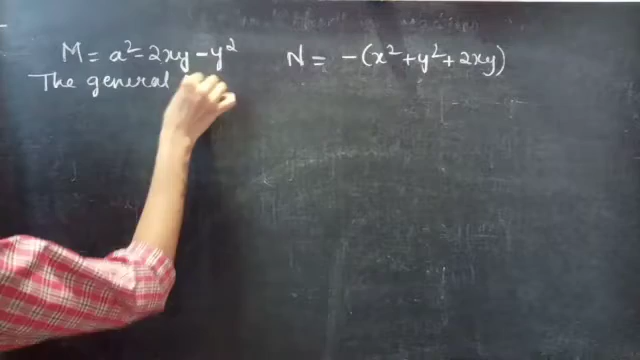 M = a² - 2xy - y² N = - (x² + y² + 2xy)
The general